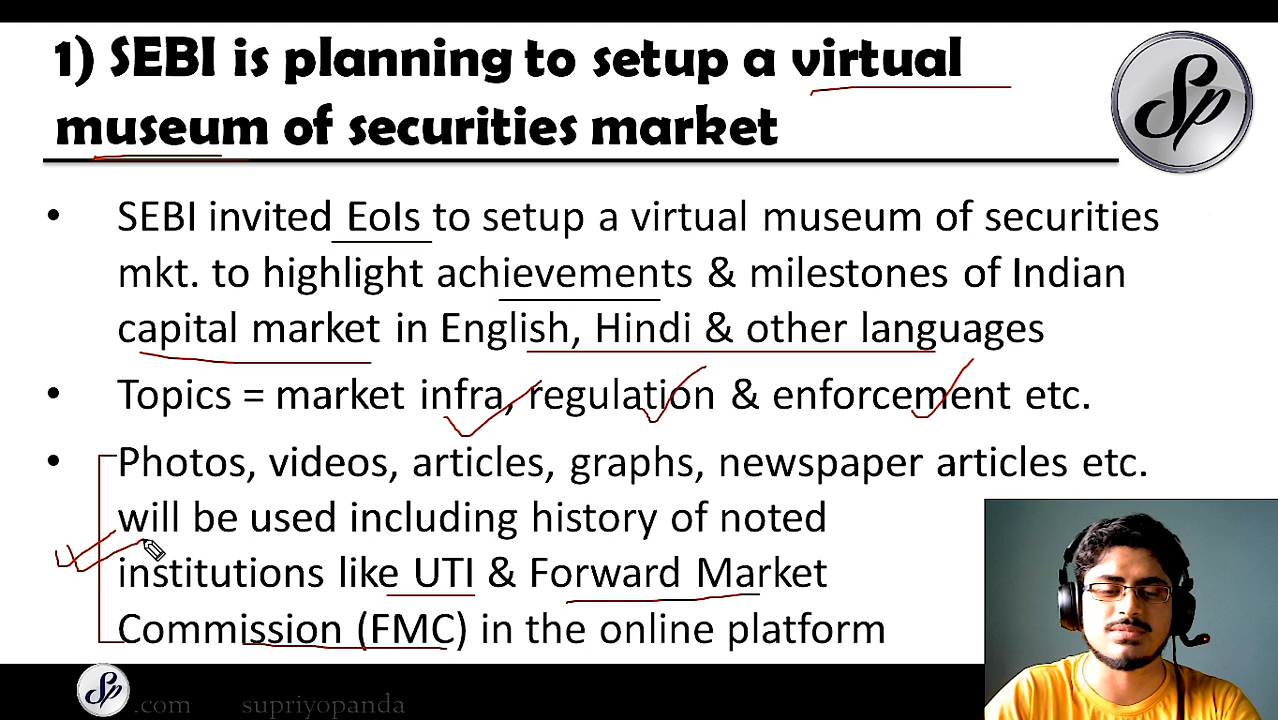 1) SEBI is planning to setup a virtual
museum of securities market
Sp
• SEBI invited EoIs to setup a virtual museum of securities
mkt. to highlight achievements & milestones of Indian
capital market in English, Hindi & other languages
• Topics = market infra, regulation & enforcement etc.
• Photos, videos, articles, graphs, newspaper articles etc.
will be used including history of noted
institutions like UTI & Forward Market
Commission (FMC) in the online platform
Sp .com supriyopanda